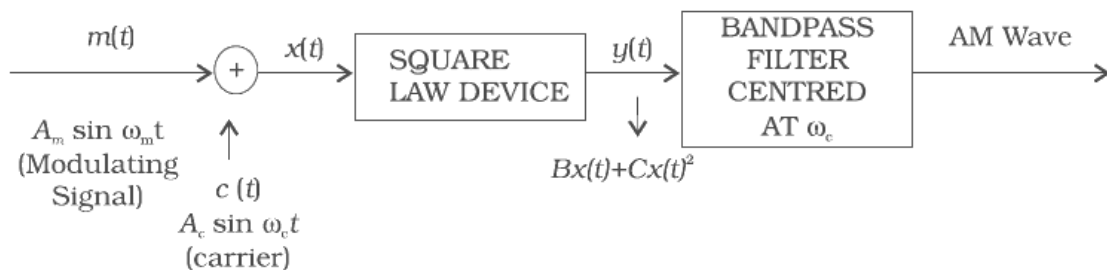 m(t)
+
x(t)
SQUARE
LAW DEVICE
y(t)
BANDPASS
FILTER
CENTRED
AT ω_c
AM Wave
A_m sin ω_m t
(Modulating
Signal)
c (t)
A_c sin ω_c t
(carrier)
Bx(t)+Cx(t)²